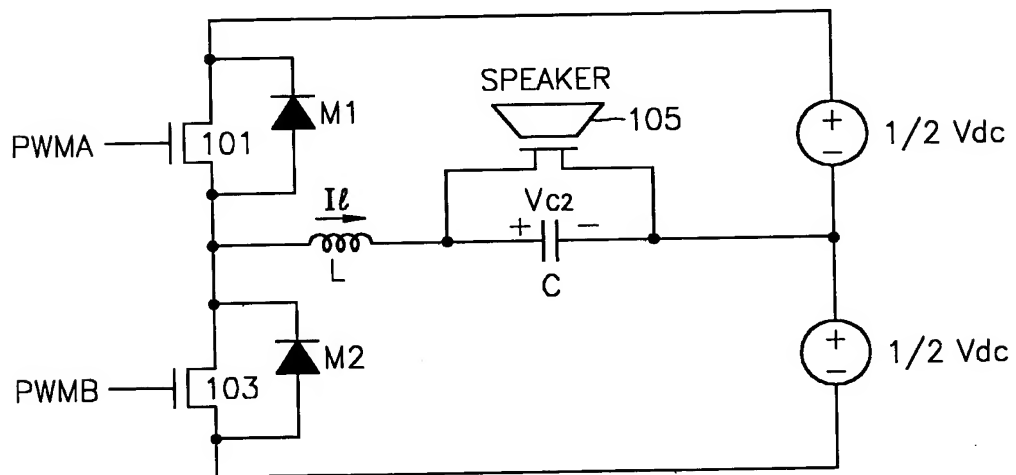 SPEAKER
105
M1
PWMA
101
+
-
1/2 Vdc
Iℓ
VC2
+
-
L
C
M2
PWMB
103
+
-
1/2 Vdc